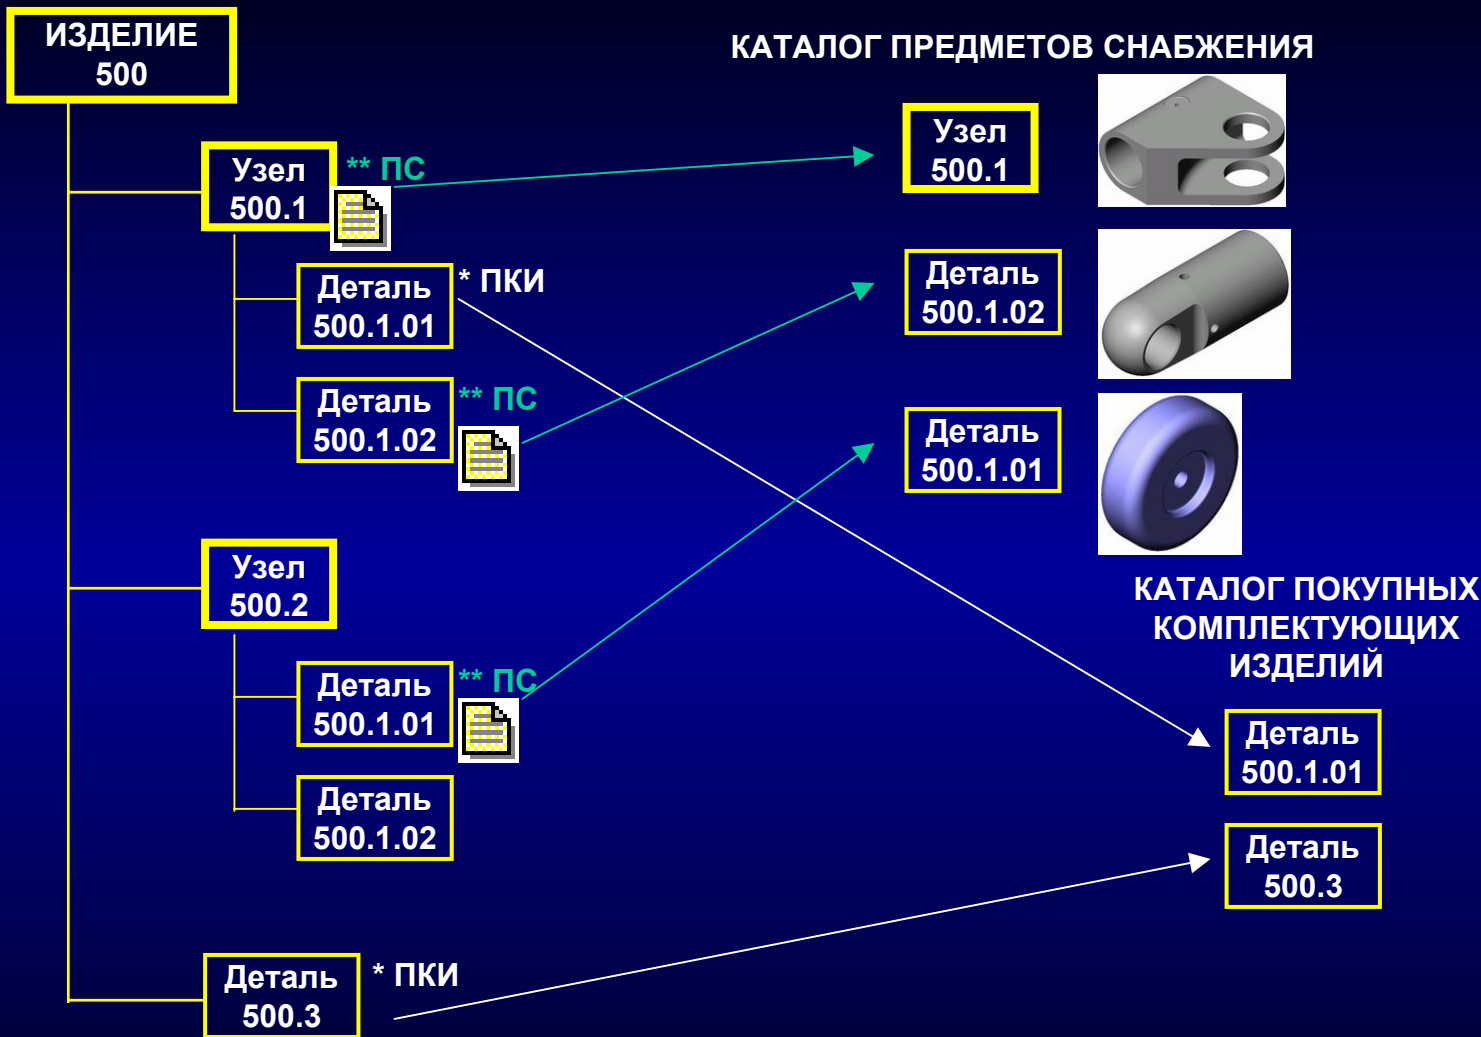 ИЗДЕЛИЕ
500
Узел
500.1
** ПС
Деталь
500.1.01
* ПКИ
Деталь
500.1.02
** ПС
Узел
500.2
Деталь
500.1.01
** ПС
Деталь
500.1.02
Деталь
500.3
* ПКИ
КАТАЛОГ ПРЕДМЕТОВ СНАБЖЕНИЯ
Узел
500.1
Деталь
500.1.02
Деталь
500.1.01
КАТАЛОГ ПОКУПНЫХ
КОМПЛЕКТУЮЩИХ
ИЗДЕЛИЙ
Деталь
500.1.01
Деталь
500.3